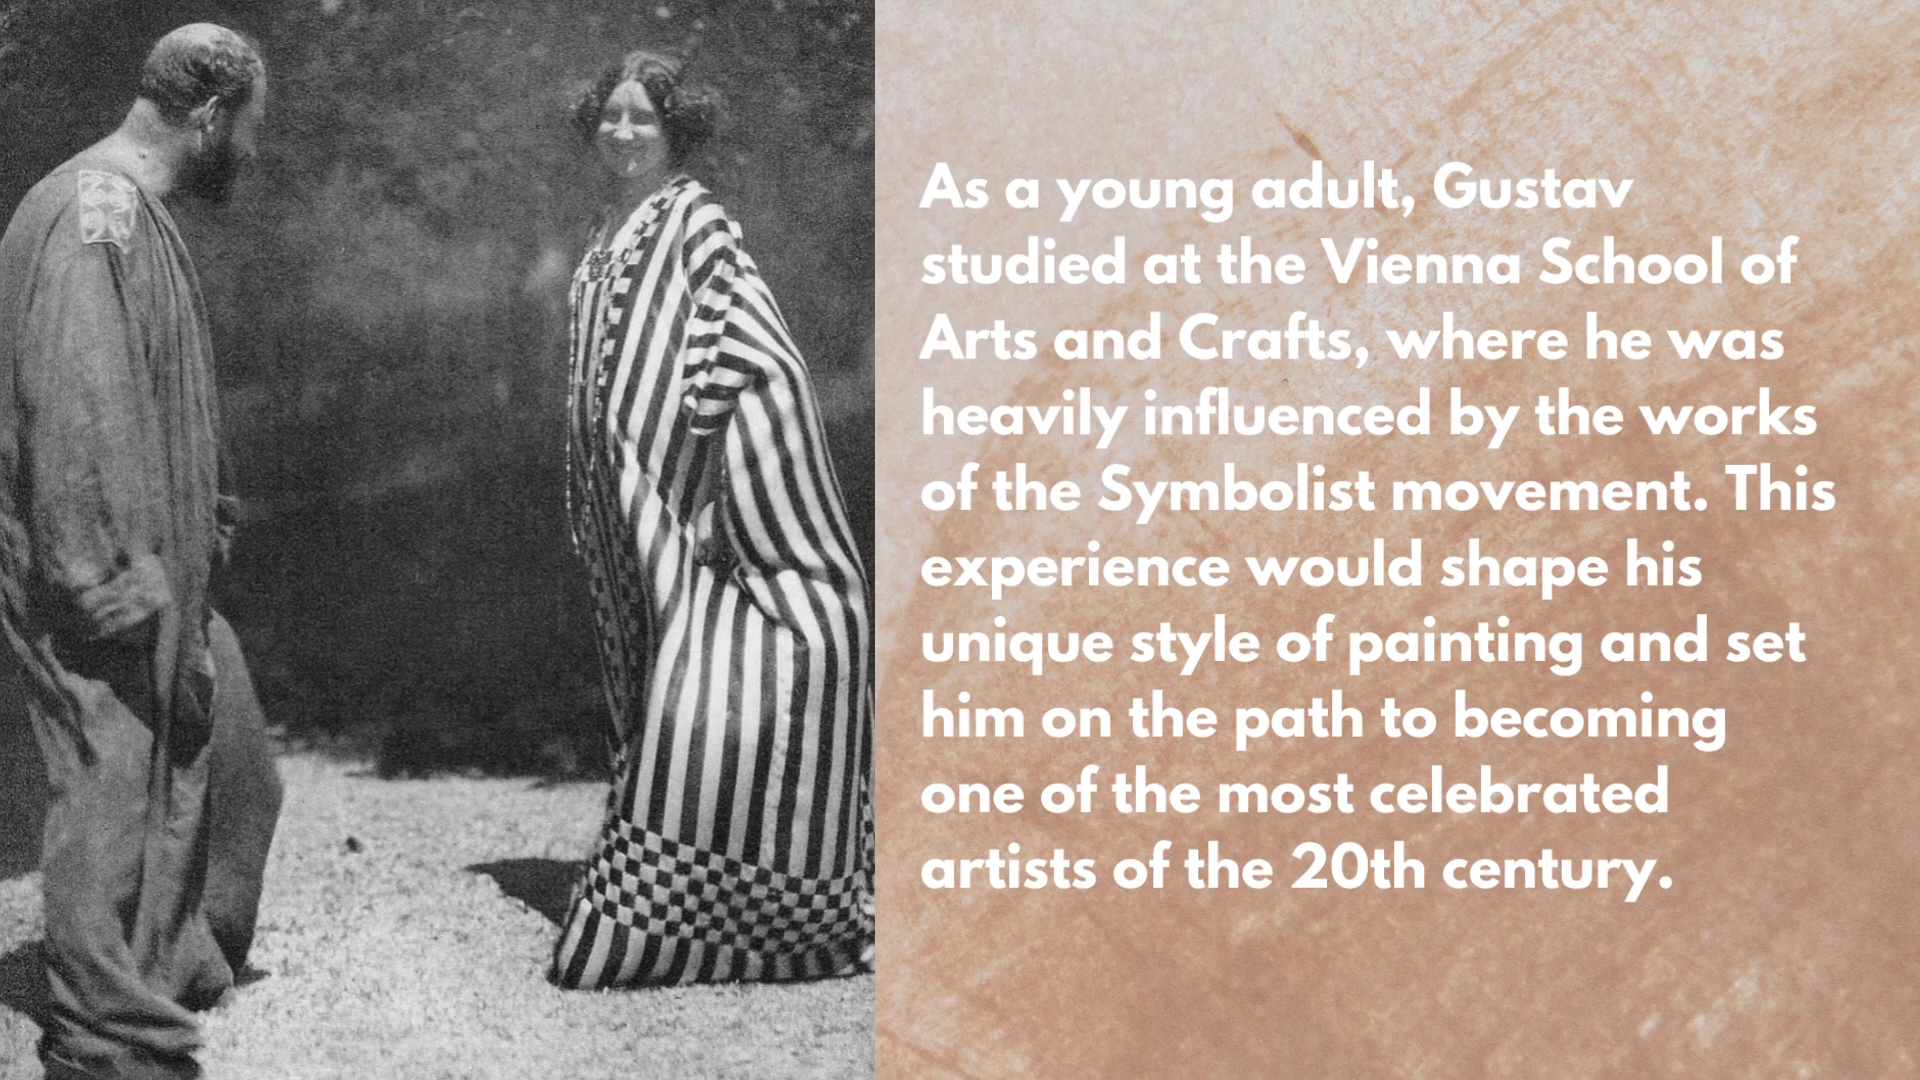 As a young adult, Gustav
studied at the Vienna School of
Arts and Crafts, where he was
heavily influenced by the works
of the Symbolist movement. This
experience would shape his
unique style of painting and set
him on the path to becoming
one of the most celebrated
artists of the 20th century.